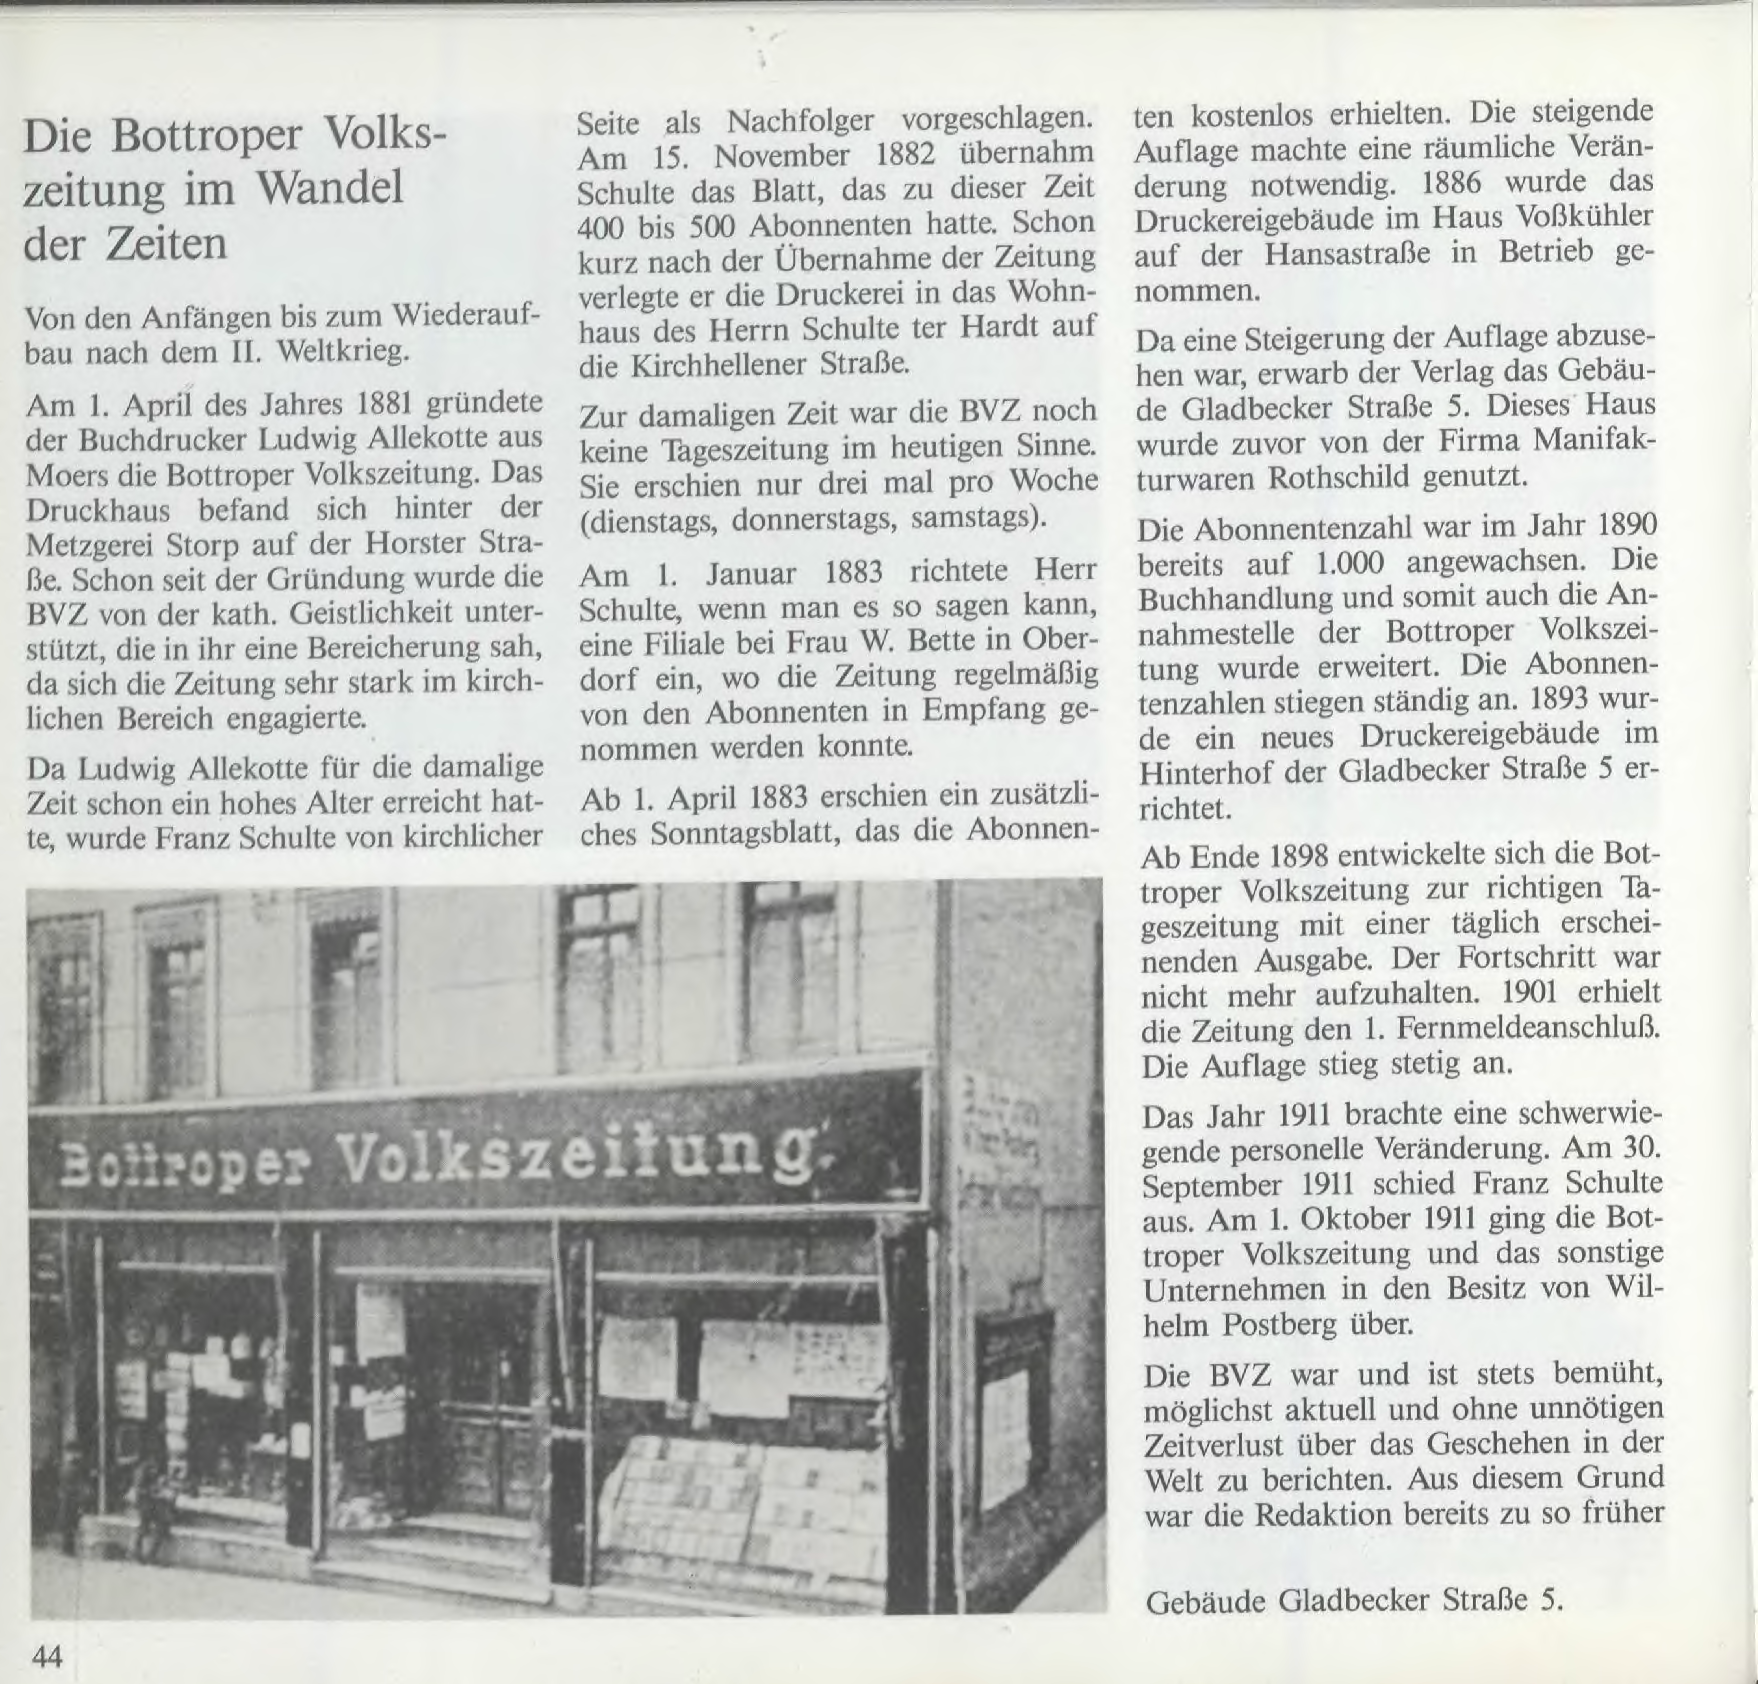 Die Bottroper Volks-
zeitung im Wandel
der Zeiten
Von den Anfängen bis zum Wiederauf-
bau nach dem II. Weltkrieg.
Am 1. April des Jahres 1881 gründete
der Buchdrucker Ludwig Allekotte aus
Moers die Bottroper Volkszeitung. Das
Druckhaus befand sich hinter der
Metzgerei Storp auf der Horster Stra-
ße. Schon seit der Gründung wurde die
BVZ von der kath. Geistlichkeit unter-
stützt, die in ihr eine Bereicherung sah,
da sich die Zeitung sehr stark im kirch-
lichen Bereich engagierte.
Da Ludwig Allekotte für die damalige
Zeit schon ein hohes Alter erreicht hat-
te, wurde Franz Schulte von kirchlicher
Seite als Nachfolger vorgeschlagen.
Am 15. November 1882 übernahm
Schulte das Blatt, das zu dieser Zeit
400 bis 500 Abonnenten hatte. Schon
kurz nach der Übernahme der Zeitung
verlegte er die Druckerei in das Wohn-
haus des Herrn Schulte ter Hardt auf
die Kirchhellener Straße.
Zur damaligen Zeit war die BVZ noch
keine Tageszeitung im heutigen Sinne.
Sie erschien nur drei mal pro Woche
(dienstags, donnerstags, samstags).
Am 1. Januar 1883 richtete Herr
Schulte, wenn man es so sagen kann,
eine Filiale bei Frau W. Bette in Ober-
dorf ein, wo die Zeitung regelmäßig
von den Abonnenten in Empfang ge-
nommen werden konnte.
Ab 1. April 1883 erschien ein zusätzli-
ches Sonntagsblatt, das die Abonnen-
ten kostenlos erhielten. Die steigende
Auflage machte eine räumliche Verän-
derung notwendig. 1886 wurde das
Druckereigebäude im Haus Voßkühler
auf der Hansastraße in Betrieb ge-
nommen.
Da eine Steigerung der Auflage abzuse-
hen war, erwarb der Verlag das Gebäu-
de Gladbecker Straße 5. Dieses Haus
wurde zuvor von der Firma Manifak-
turwaren Rothschild genutzt.
Die Abonnentenzahl war im Jahr 1890
bereits auf 1.000 angewachsen. Die
Buchhandlung und somit auch die An-
nahmestelle der Bottroper Volkszei-
tung wurde erweitert. Die Abonnen-
tenzahlen stiegen ständig an. 1893 wur-
de ein neues Druckereigebäude im
Hinterhof der Gladbecker Straße 5 er-
richtet.
Ab Ende 1898 entwickelte sich die Bot-
troper Volkszeitung zur richtigen Ta-
geszeitung mit einer täglich erschei-
nenden Ausgabe. Der Fortschritt war
nicht mehr aufzuhalten. 1901 erhielt
die Zeitung den 1. Fernmeldeanschluß.
Die Auflage stieg stetig an.
Das Jahr 1911 brachte eine schwerwie-
gende personelle Veränderung. Am 30.
September 1911 schied Franz Schulte
aus. Am 1. Oktober 1911 ging die Bot-
troper Volkszeitung und das sonstige
Unternehmen in den Besitz von Wil-
helm Postberg über.
Die BVZ war und ist stets bemüht,
möglichst aktuell und ohne unnötigen
Zeitverlust über das Geschehen in der
Welt zu berichten. Aus diesem Grund
war die Redaktion bereits zu so früher
Bottroper Volkszeitung.
Gebäude Gladbecker Straße 5.
44